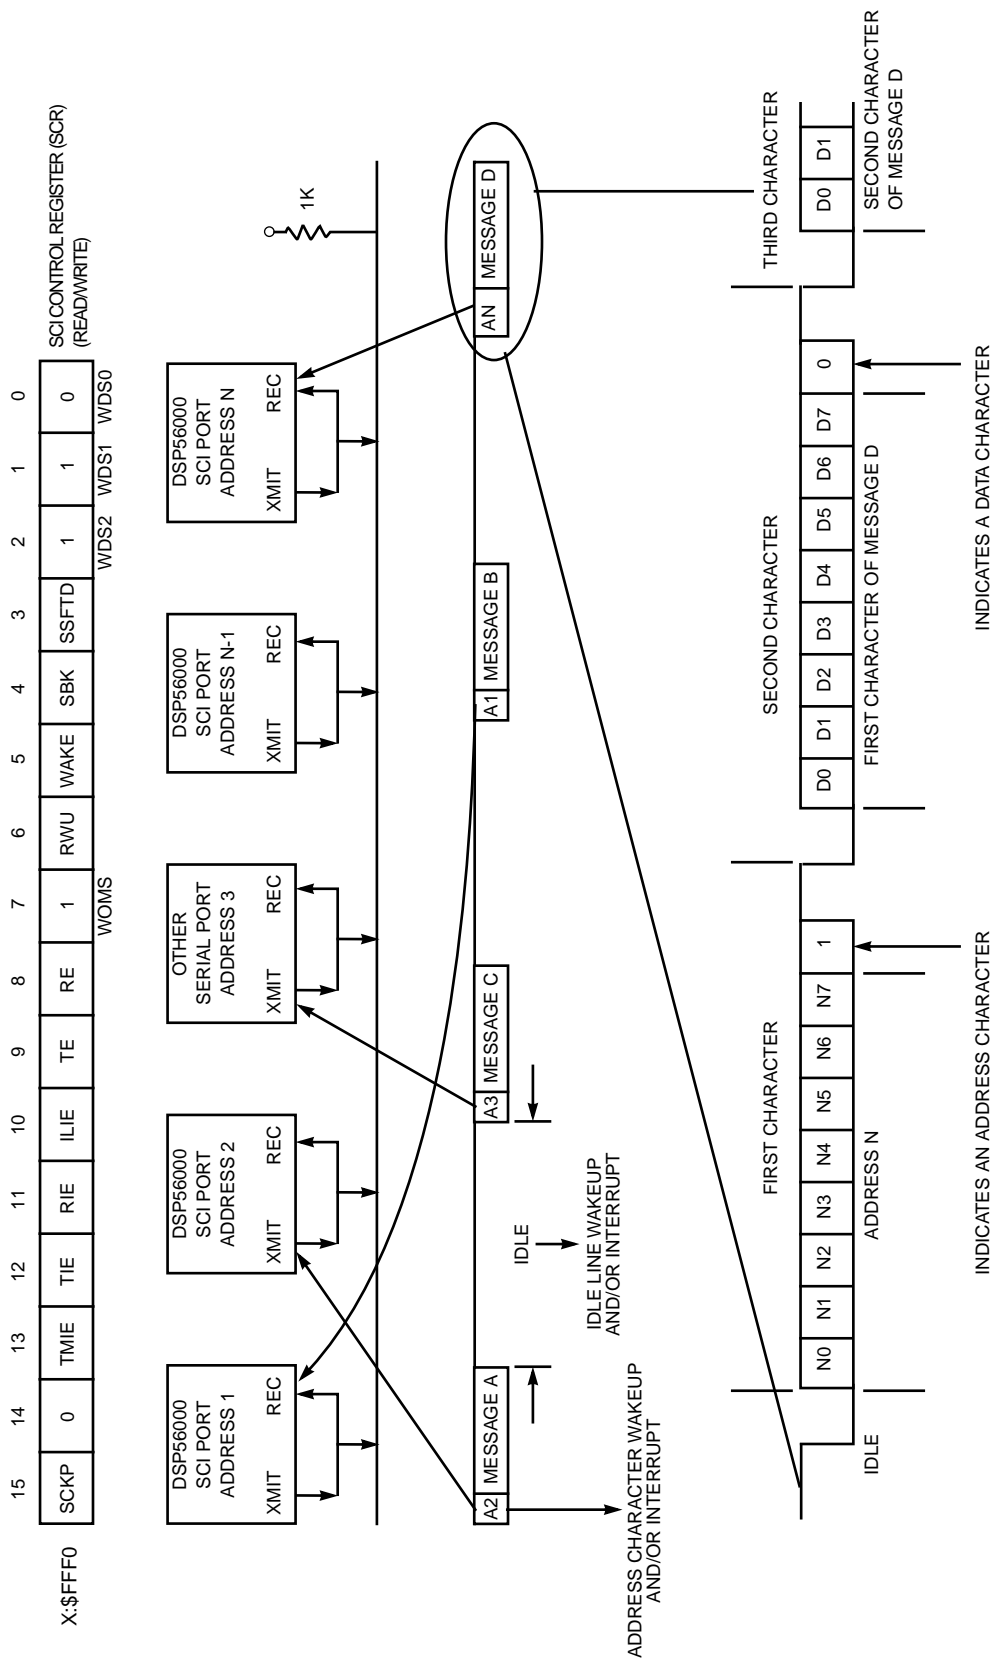 15 14 13 12 11 10 9 8 7 6 5 4 3 2 1 0
X:$FFF0 SCKP 0 TMIE TIE RIE ILIE TE RE 1 RWU WAKE SBK SSFTD 1 1 0
SCI CONTROL REGISTER (SCR)
(READ/WRITE)
WOMS WDS2 WDS1 WDS0
DSP56000
SCI PORT
ADDRESS 1
XMIT REC
DSP56000
SCI PORT
ADDRESS 2
XMIT REC
OTHER
SERIAL PORT
ADDRESS 3
XMIT REC
DSP56000
SCI PORT
ADDRESS N-1
XMIT REC
DSP56000
SCI PORT
ADDRESS N
XMIT REC
1K
A2 MESSAGE A
A3 MESSAGE C
A1 MESSAGE B
AN MESSAGE D
IDLE
IDLE LINE WAKEUP
AND/OR INTERRUPT
ADDRESS CHARACTER WAKEUP
AND/OR INTERRUPT
FIRST CHARACTER
SECOND CHARACTER
THIRD CHARACTER
N0 N1 N2 N3 N4 N5 N6 N7 1
D0 D1 D2 D3 D4 D5 D6 D7 0
D0 D1
IDLE
ADDRESS N
FIRST CHARACTER OF MESSAGE D
SECOND CHARACTER
OF MESSAGE D
INDICATES AN ADDRESS CHARACTER
INDICATES A DATA CHARACTER